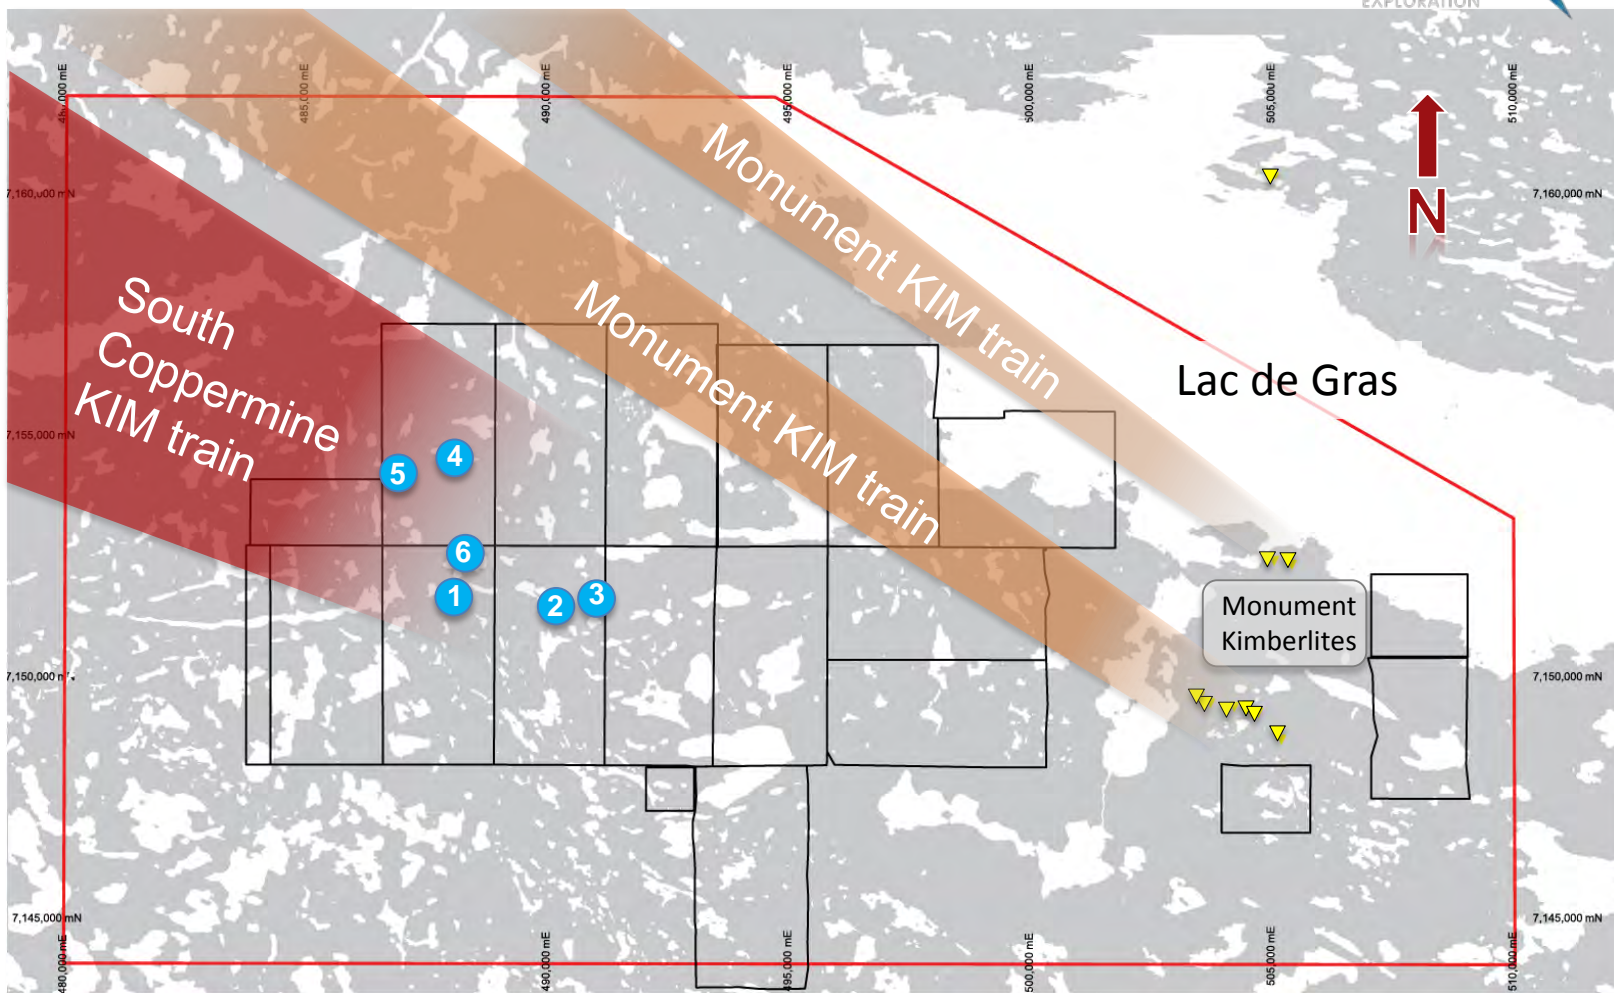 EXPLORATION
485,000 mE
490,000 mE
495,000 mE
500,000 mE
505,000 mE
510,000 mE
7,160,000 mN
7,160,000 mN
N
Monument KIM train
Monument KIM train
South
Coppermine
KIM train
Lac de Gras
7,155,000 mN
4
5
6
1
2
3
Monument
Kimberlites
7,150,000
7,150,000 mN
7,145,000 mN
7,145,000 mN
480,000 mE
490,000 mE
495,000 mE
500,000 mE
505,000 mE
510,000 mE